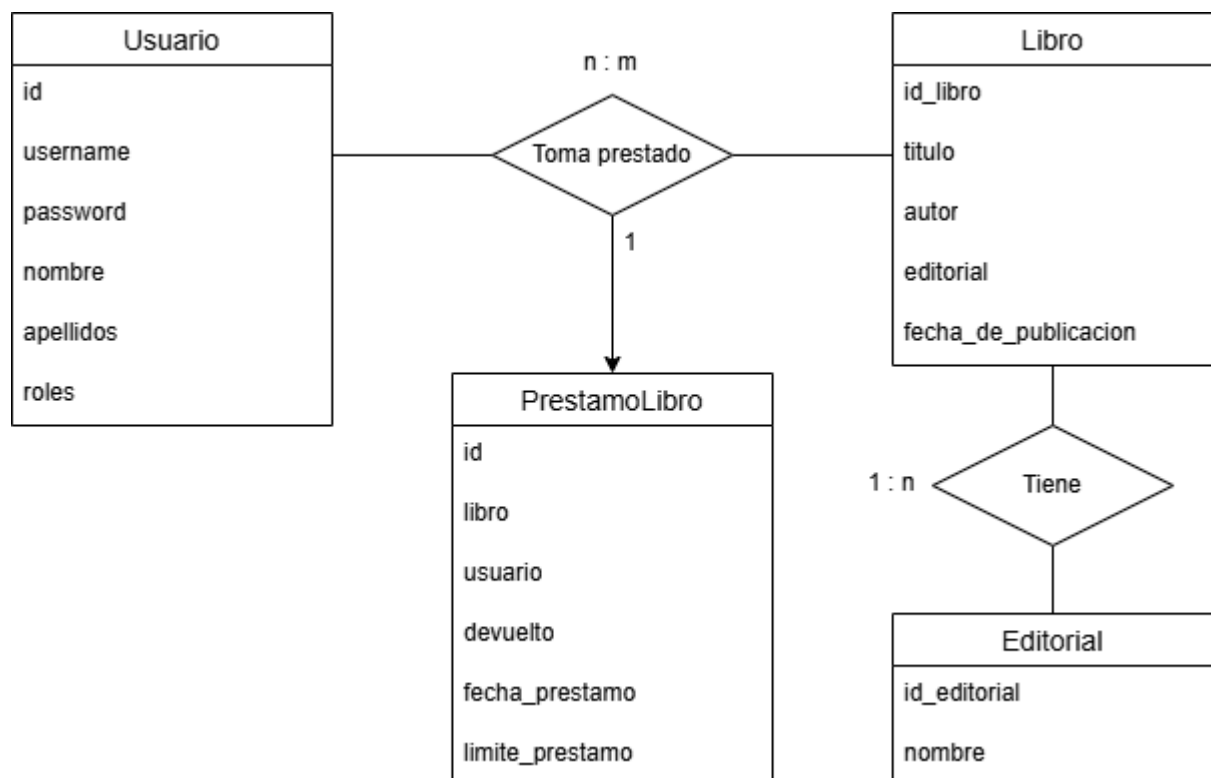 Usuario
id
username
password
nombre
apellidos
roles
n : m
Toma prestado
1
Libro
id_libro
titulo
autor
editorial
fecha_de_publicacion
PrestamoLibro
id
libro
usuario
devuelto
fecha_prestamo
limite_prestamo
1 : n
Tiene
Editorial
id_editorial
nombre